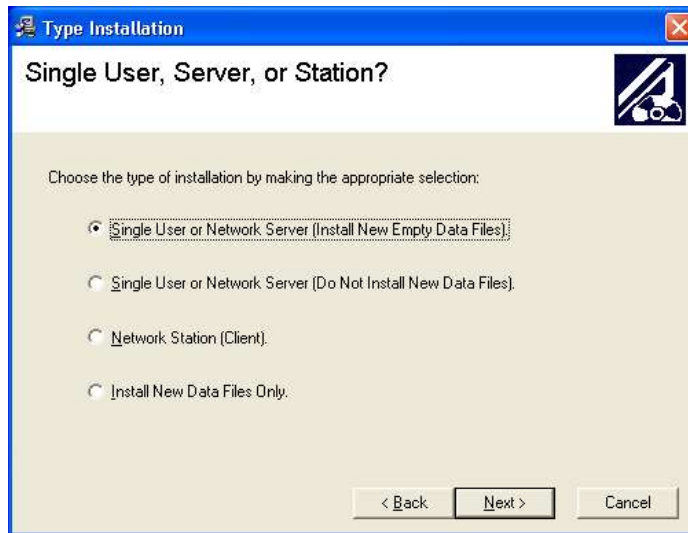 Type Installation
Single User, Server, or Station?
Choose the type of installation by making the appropriate selection:
Single User or Network Server (Install New Empty Data Files).
Single User or Network Server (Do Not Install New Data Files).
Network Station (Client).
Install New Data Files Only.
< Back Next > Cancel